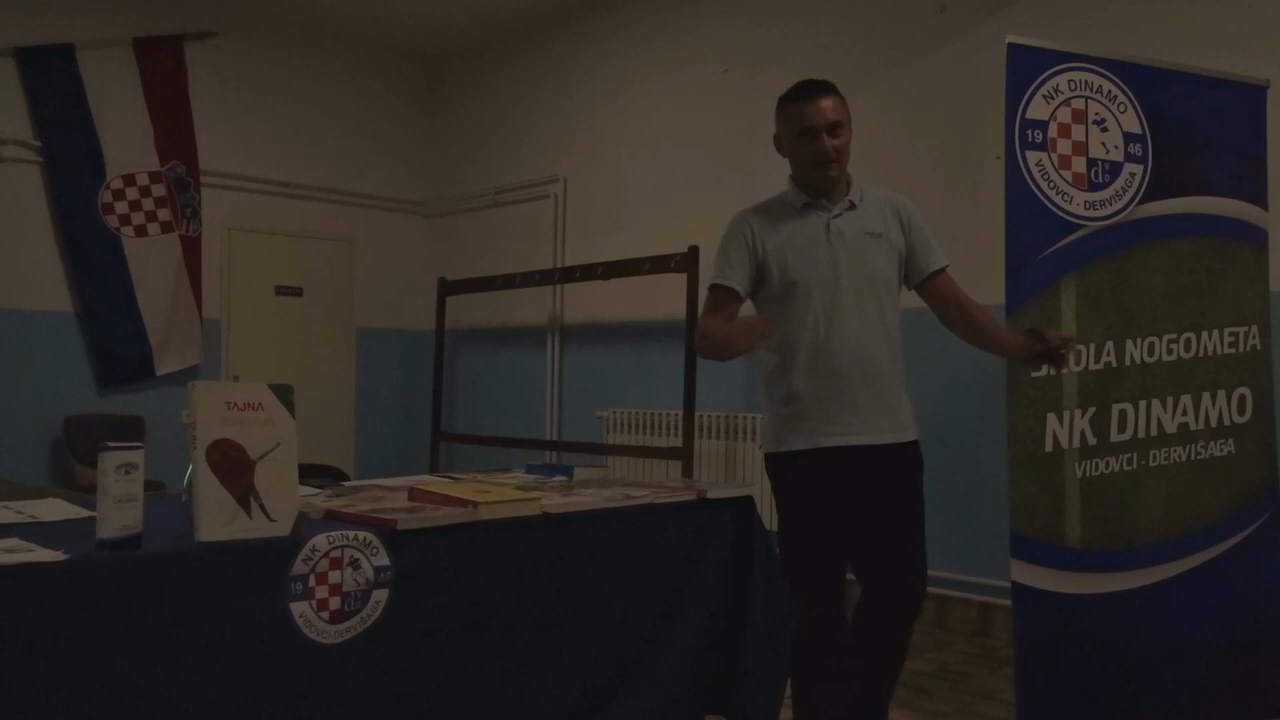 TAJNA
NK DINAMO
19 46
VIDOVCI-DERVIŠAGA
NK DINAMO
19 46
VIDOVCI - DERVIŠAGA
ŠKOLA NOGOMETA
NK DINAMO
VIDOVCI - DERVIŠAGA